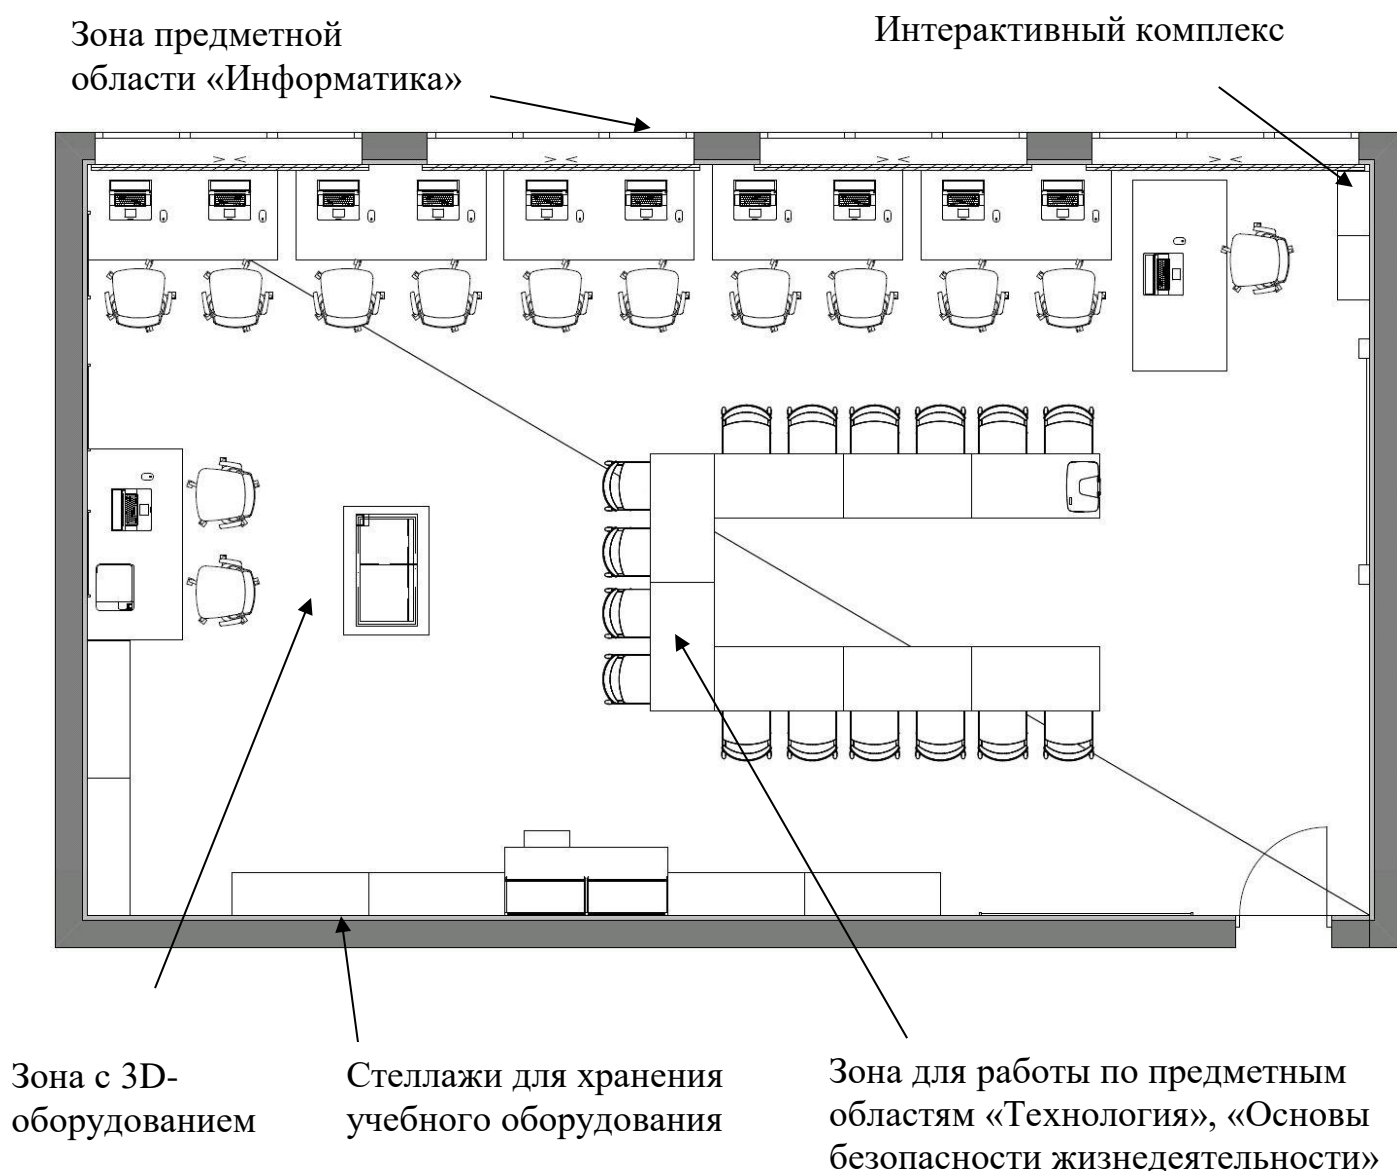 Зона предметной
области «Информатика»
Интерактивный комплекс
Зона с 3D-
оборудованием
Стеллажи для хранения
учебного оборудования
Зона для работы по предметным
областям «Технология», «Основы
безопасности жизнедеятельности»